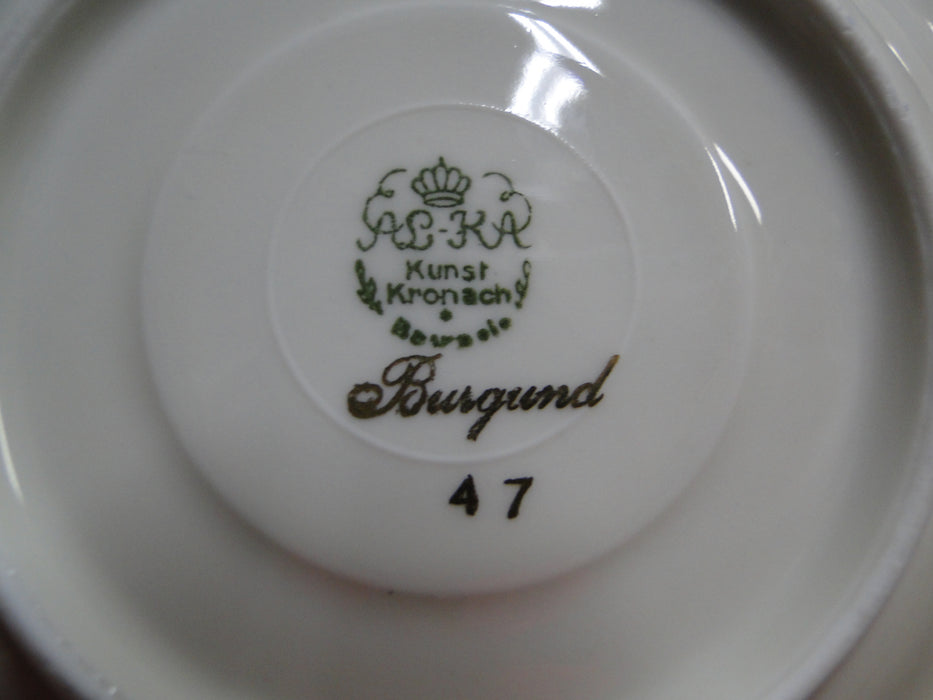 AL-KA
Kunst
Kronach
Burgund
47